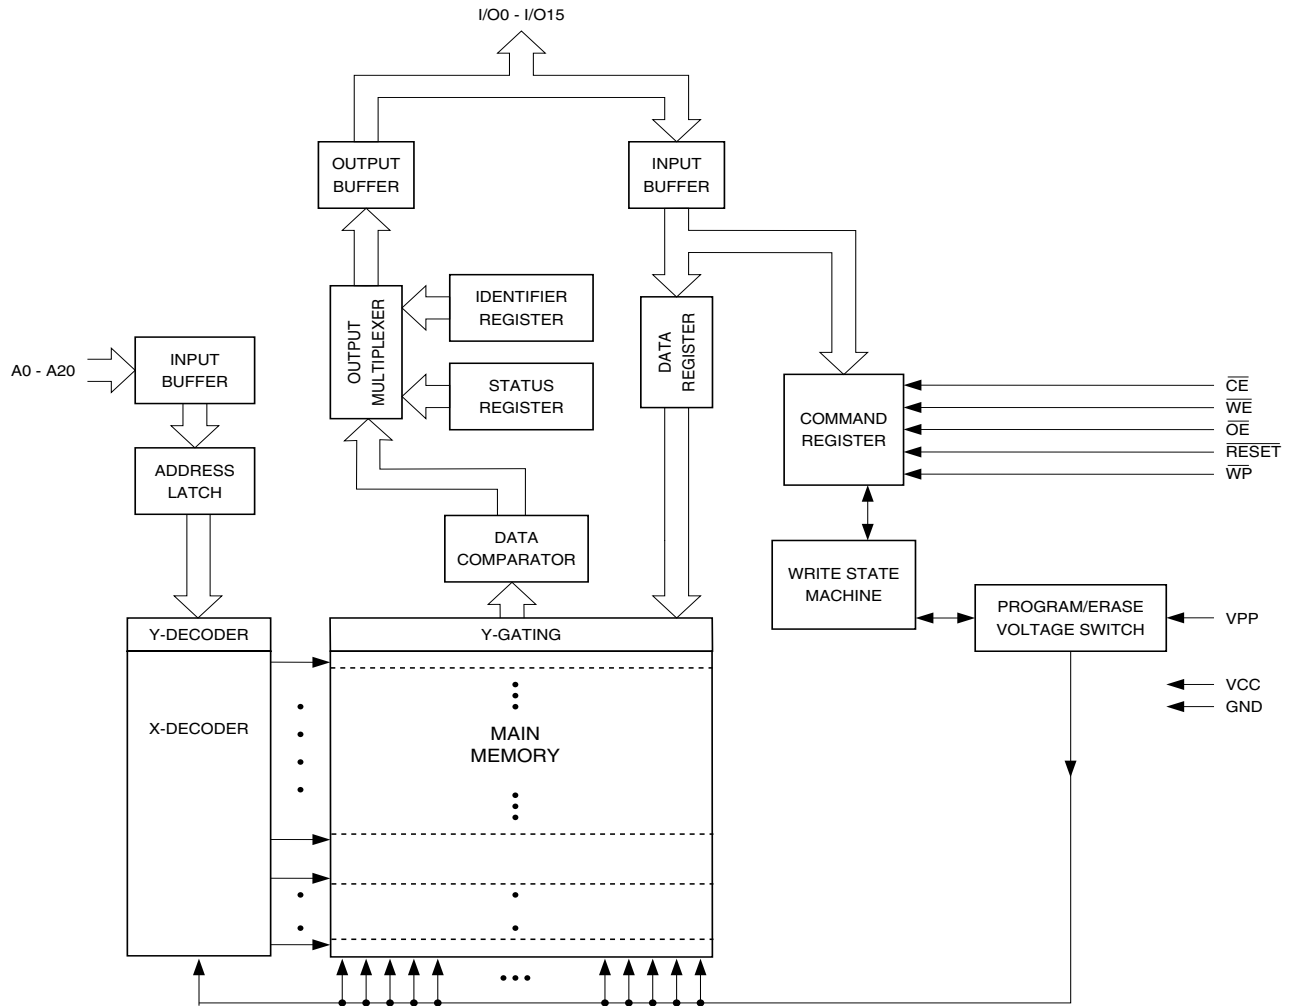 I/O0 - I/O15
OUTPUT
BUFFER
INPUT
BUFFER
IDENTIFIER
REGISTER
OUTPUT
MULTIPLEXER
DATA
REGISTER
A0 - A20
INPUT
BUFFER
STATUS
REGISTER
COMMAND
REGISTER
CE
WE
OE
RESET
WP
ADDRESS
LATCH
DATA
COMPARATOR
WRITE STATE
MACHINE
PROGRAM/ERASE
VOLTAGE SWITCH
VPP
Y-DECODER
Y-GATING
VCC
GND
X-DECODER
MAIN
MEMORY